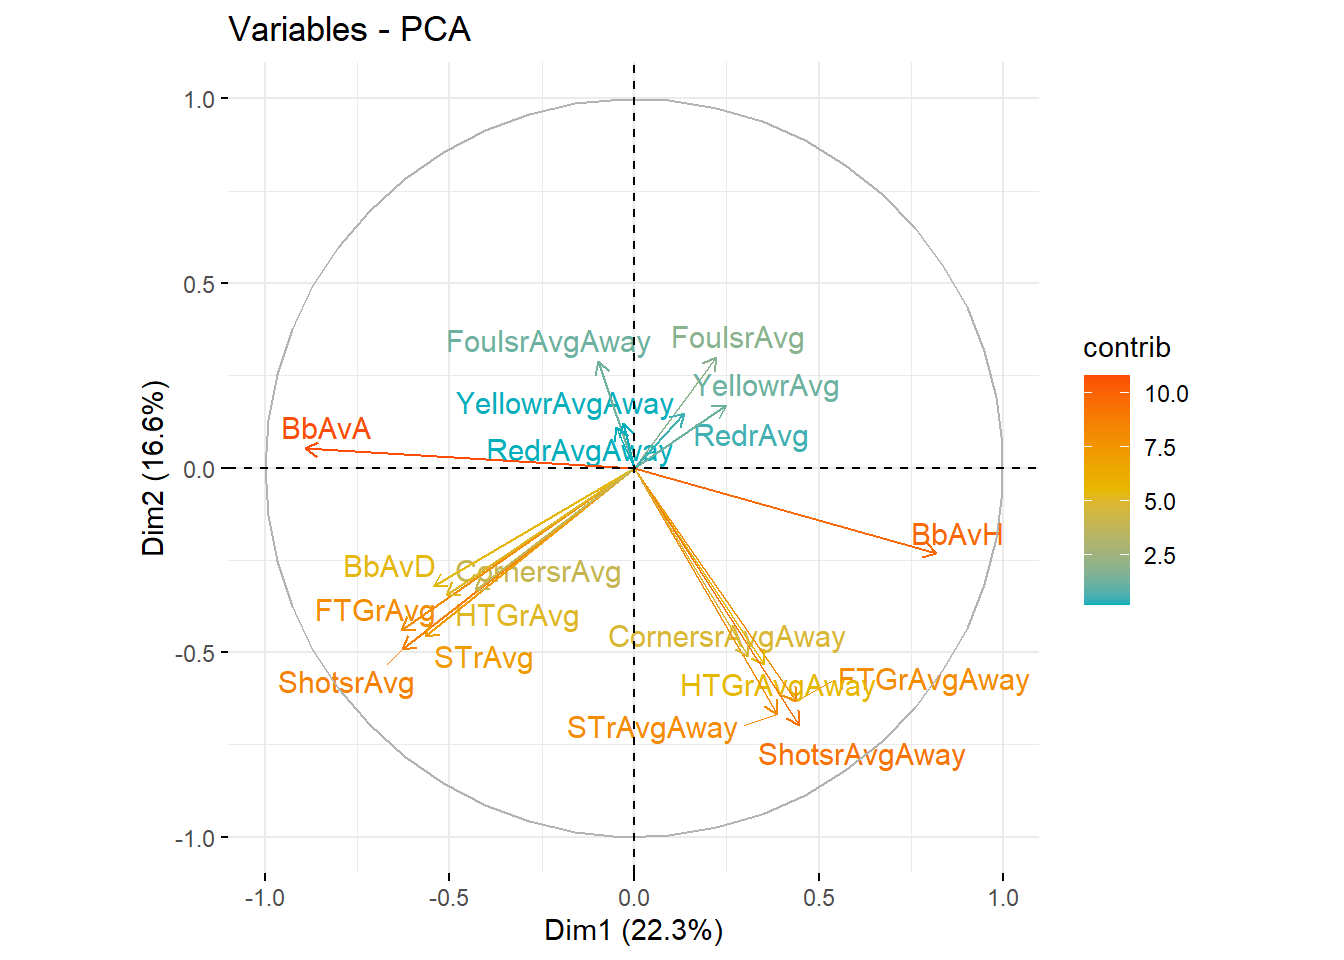 Variables - PCA
1.0
0.5
0.0
-0.5
-1.0
Dim2 (16.6%)
FoulsrAvgAway
FoulsrAvg
YellowrAvg
YellowrAvgAway
BbAvA
RedrAvg
RedrAvgAway
BbAvH
BbAvD
CornersrAvg
FTGrAvg
HTGrAvg
CornersrAvgAway
STrAvg
ShotsrAvg
HTGrAvgAway
FTGrAvgAway
STrAvgAway
ShotsrAvgAway
-1.0
-0.5
0.0
0.5
1.0
Dim1 (22.3%)
contrib
10.0
7.5
5.0
2.5